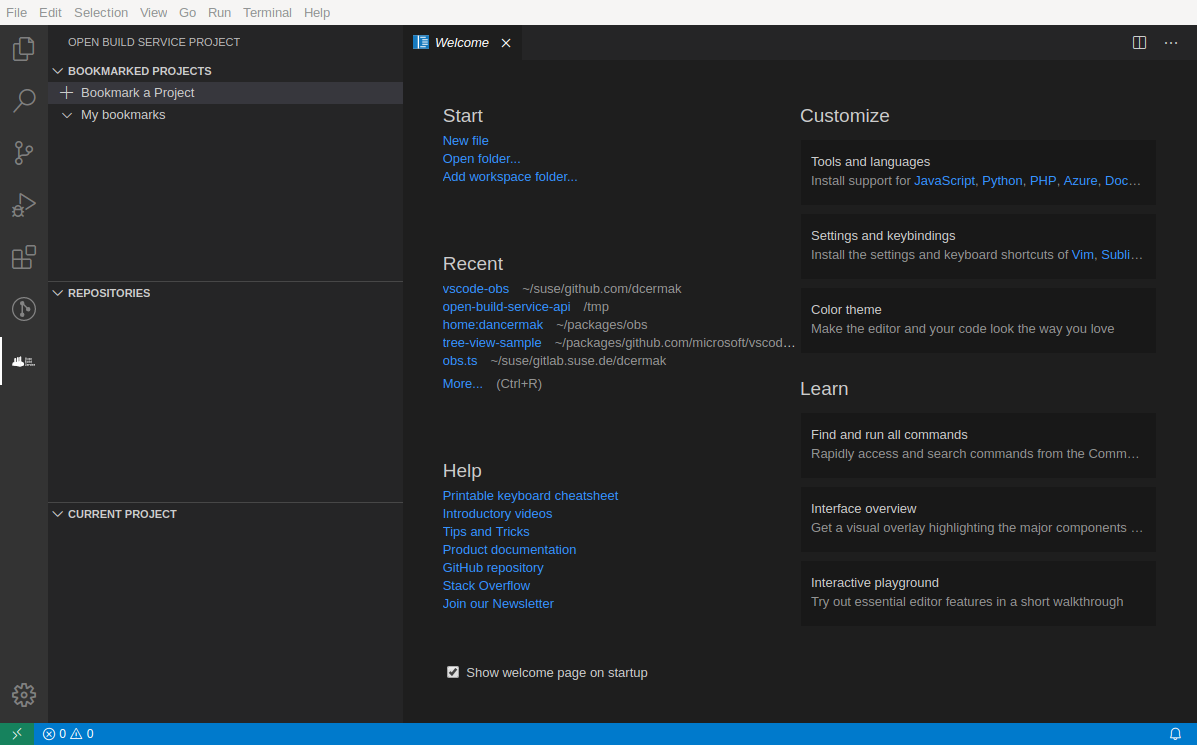 File Edit Selection View Go Run Terminal Help
OPEN BUILD SERVICE PROJECT
BOOKMARKED PROJECTS
Bookmark a Project
My bookmarks
REPOSITORIES
CURRENT PROJECT
Welcome
Start
New file
Open folder...
Add workspace folder...
Recent
vscode-obs ~/suse/github.com/dcermak
open-build-service-api /tmp
home:dancermak ~/packages/obs
tree-view-sample ~/packages/github.com/microsoft/vscod...
obs.ts ~/suse/gitlab.suse.de/dcermak
More... (Ctrl+R)
Help
Printable keyboard cheatsheet
Introductory videos
Tips and Tricks
Product documentation
GitHub repository
Stack Overflow
Join our Newsletter
Show welcome page on startup
Customize
Tools and languages
Install support for JavaScript, Python, PHP, Azure, Doc...
Settings and keybindings
Install the settings and keyboard shortcuts of Vim, Subli...
Color theme
Make the editor and your code look the way you love
Learn
Find and run all commands
Rapidly access and search commands from the Comm...
Interface overview
Get a visual overlay highlighting the major components ...
Interactive playground
Try out essential editor features in a short walkthrough
0 0